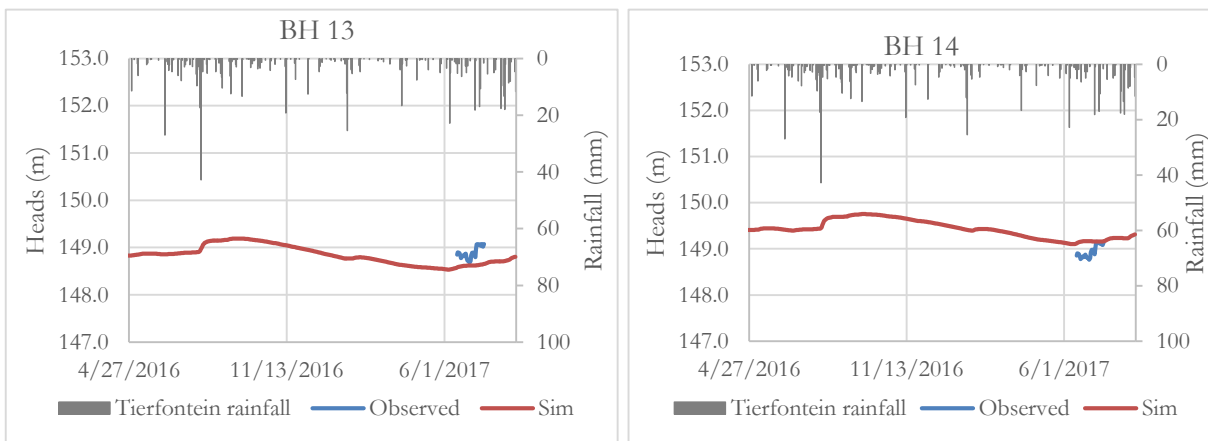 BH 13
153.0
152.0
151.0
150.0
149.0
148.0
147.0
Heads (m)
0
20
40
60
80
100
Rainfall (mm)
4/27/2016 11/13/2016 6/1/2017
Tierfontein rainfall Observed Sim
BH 14
153.0
152.0
151.0
150.0
149.0
148.0
147.0
Heads (m)
0
20
40
60
80
100
Rainfall (mm)
4/27/2016 11/13/2016 6/1/2017
Tierfontein rainfall Observed Sim